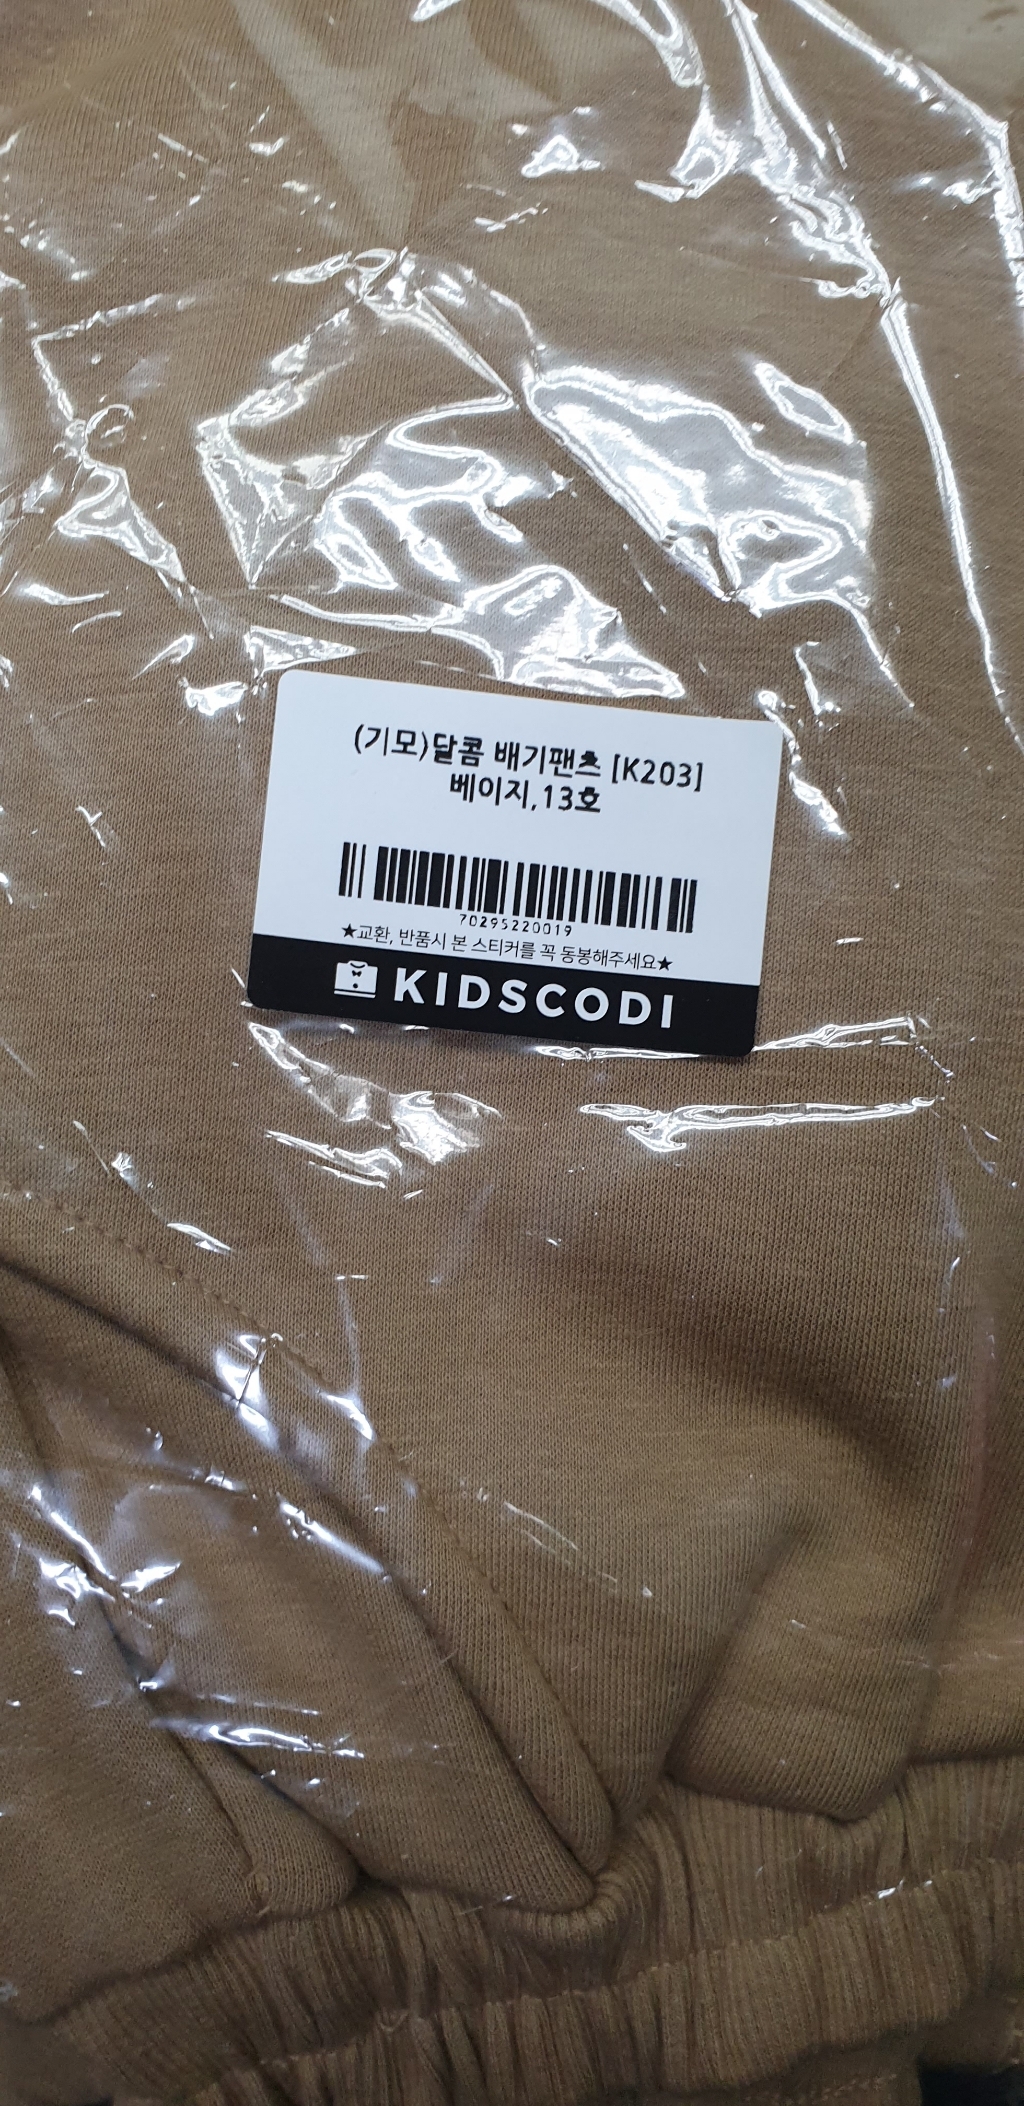 (기모)달콤 배기팬츠 [K203]
베이지,13호
70295220019
★교환, 반품시 본 스티커를 꼭 동봉해주세요★
KIDSCODI